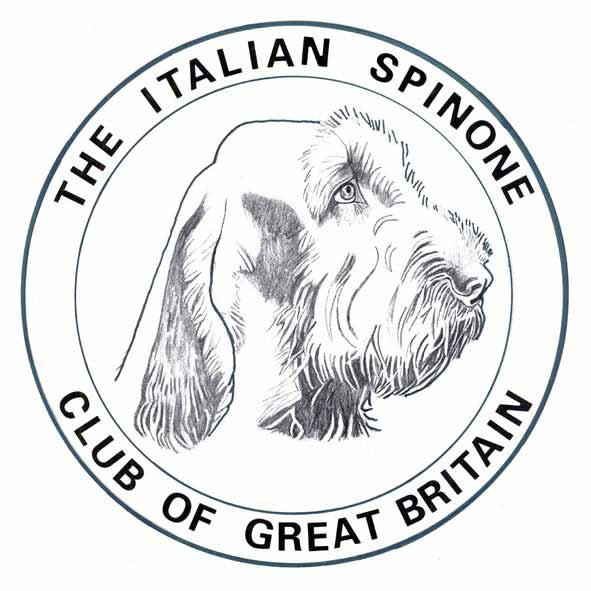 THE ITALIAN SPINONE
CLUB OF GREAT BRITAIN